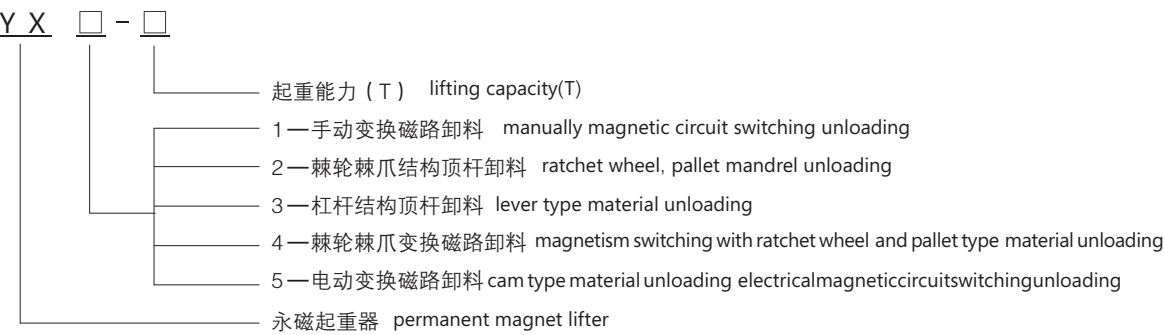 YX □-□
起重能力（T） lifting capacity(T)
1—手动变换磁路卸料 manually magnetic circuit switching unloading
2—棘轮棘爪结构顶杆卸料 ratchet wheel, pallet mandrel unloading
3—杠杆结构顶杆卸料 lever type material unloading
4—棘轮棘爪变换磁路卸料 magnetism switching with ratchet wheel and pallet type material unloading
5—电动变换磁路卸料 cam type material unloading electricalmagneticcircuitswitchingunloading
永磁起重器 permanent magnet lifter